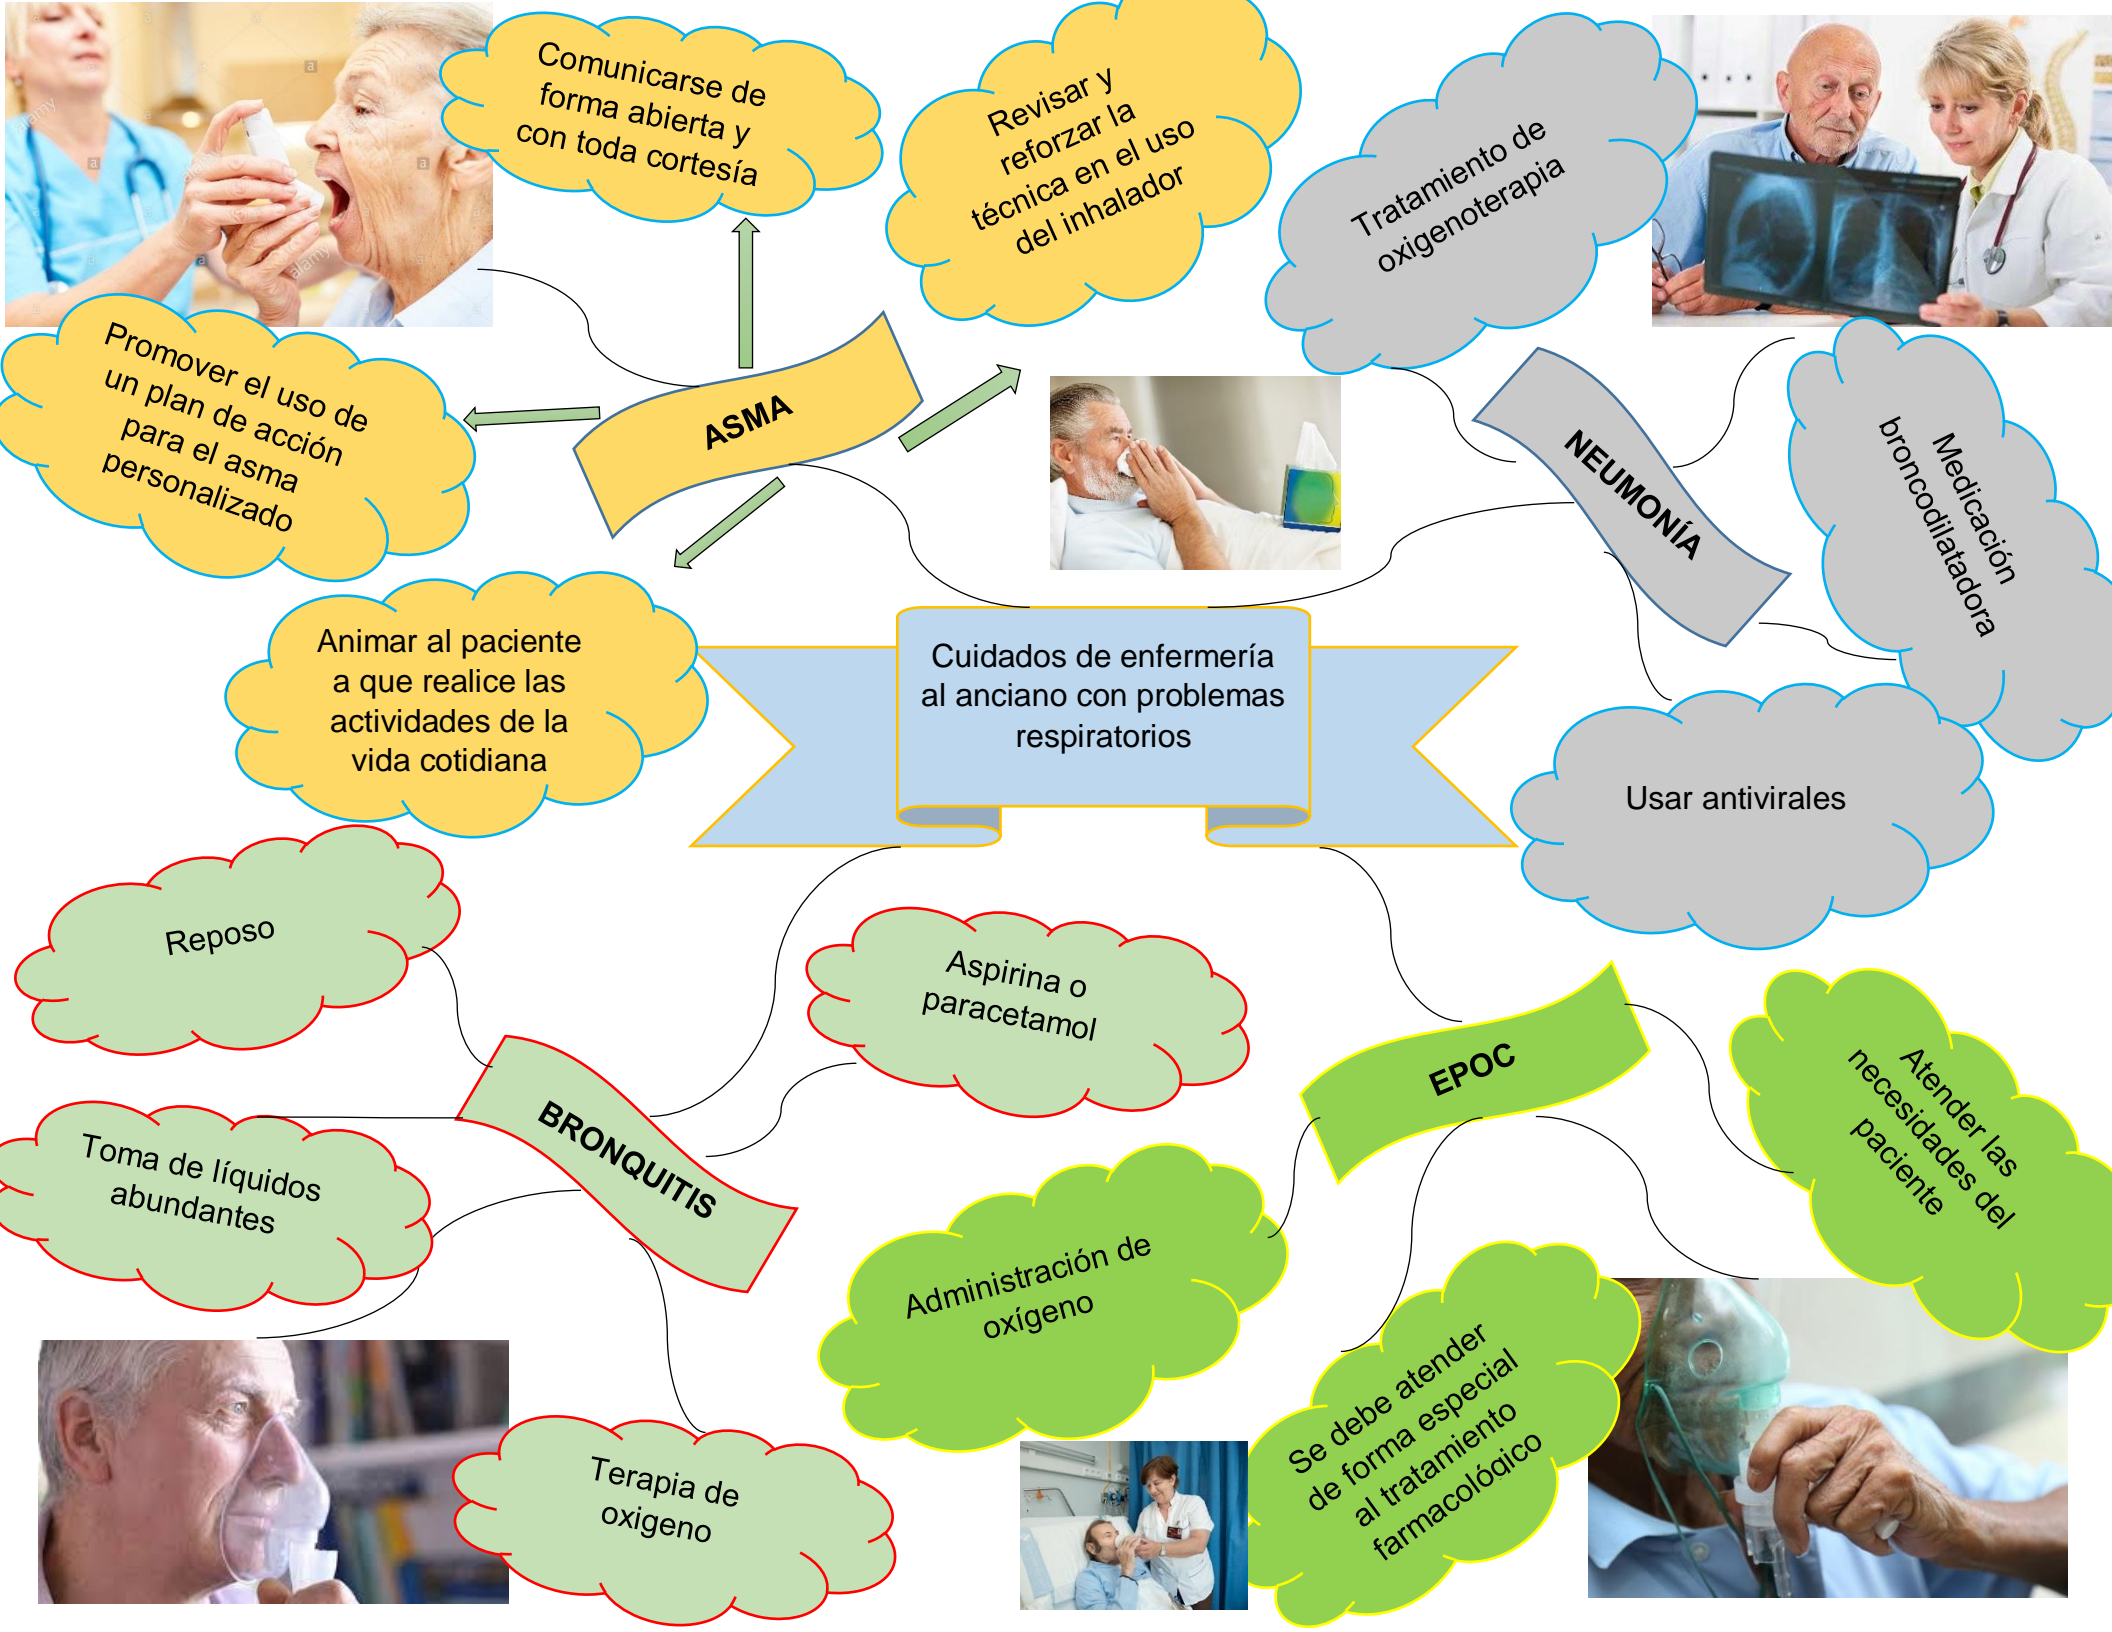 Comunicarse de
forma abierta y
con toda cortesía
Revisar y
reforzar la
técnica en el uso
del inhalador
Tratamiento de
oxigenoterapia
Promover el uso de
un plan de acción
para el asma
personalizado
ASMA
NEUMONÍA
Medicación
broncodilatadora
Animar al paciente
a que realice las
actividades de la
vida cotidiana
Cuidados de enfermería
al anciano con problemas
respiratorios
Usar antivirales
Reposo
Aspirina o
paracetamol
EPOC
Atender las
necesidades del
paciente
BRONQUITIS
Toma de líquidos
abundantes
Administración de
oxígeno
Se debe atender
de forma especial
al tratamiento
farmacológico
Terapia de
oxigeno
alamy
a
alamy